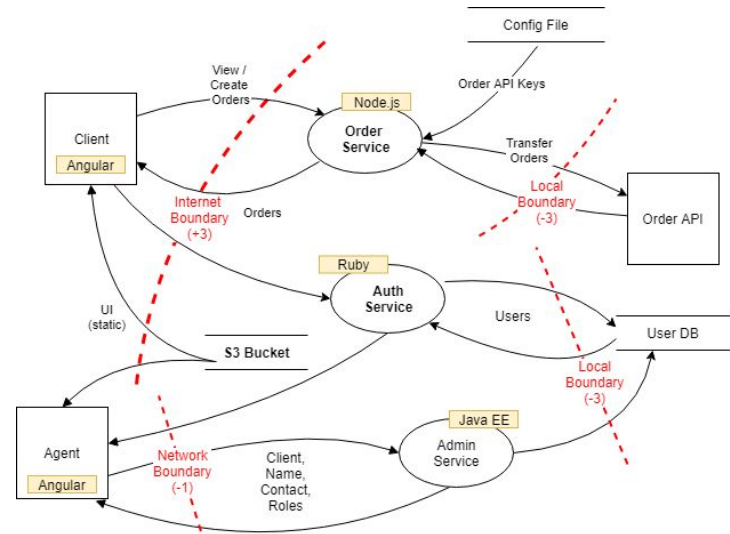 Config File
View /
Create
Orders
Order API Keys
Node.js
Order
Service
Client
Angular
Transfer
Orders
Internet
Boundary
(+3)
Orders
Local
Boundary
(-3)
Order API
Ruby
Auth
Service
UI
(static)
Users
User DB
S3 Bucket
Local
Boundary
(-3)
Agent
Angular
Network
Boundary
(-1)
Client,
Name,
Contact,
Roles
Java EE
Admin
Service